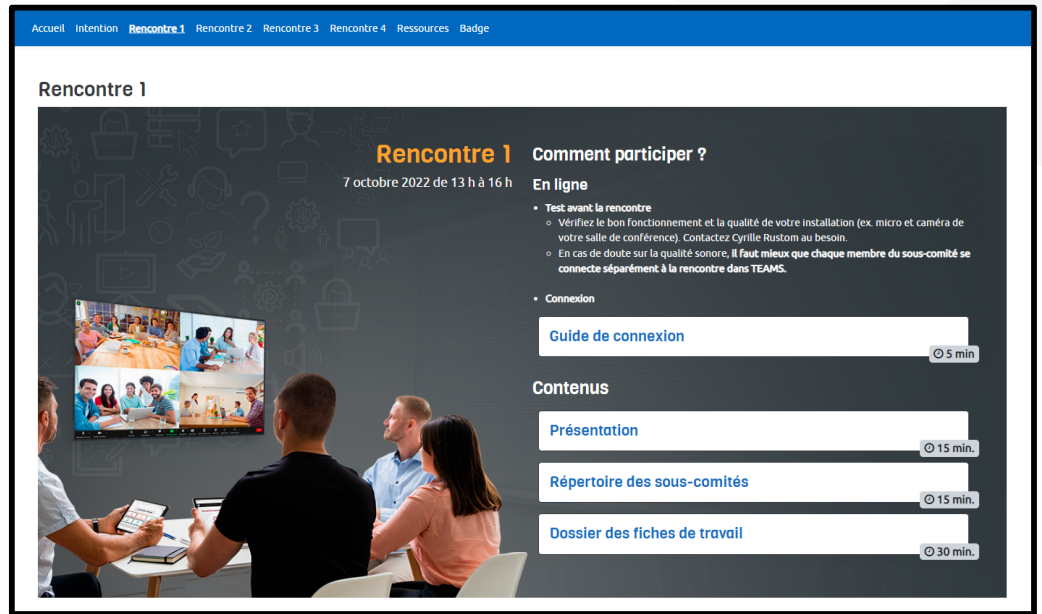 Accueil Intention Rencontre 1 Rencontre 2 Rencontre 3 Rencontre 4 Ressources Badge
Rencontre 1
Rencontre 1
7 octobre 2022 de 13 h à 16 h
Comment participer ?
En ligne
• Test avant la rencontre
○ Vérifiez le bon fonctionnement et la qualité de votre installation (ex. micro et caméra de
votre salle de conférence). Contactez Cyrille Rustom au besoin.
○ En cas de doute sur la qualité sonore, il faut mieux que chaque membre du sous-comité se
connecte séparément à la rencontre dans TEAMS.
• Connexion
Guide de connexion
5 min
Contenus
Présentation
15 min.
Répertoire des sous-comités
15 min.
Dossier des fiches de travail
30 min.